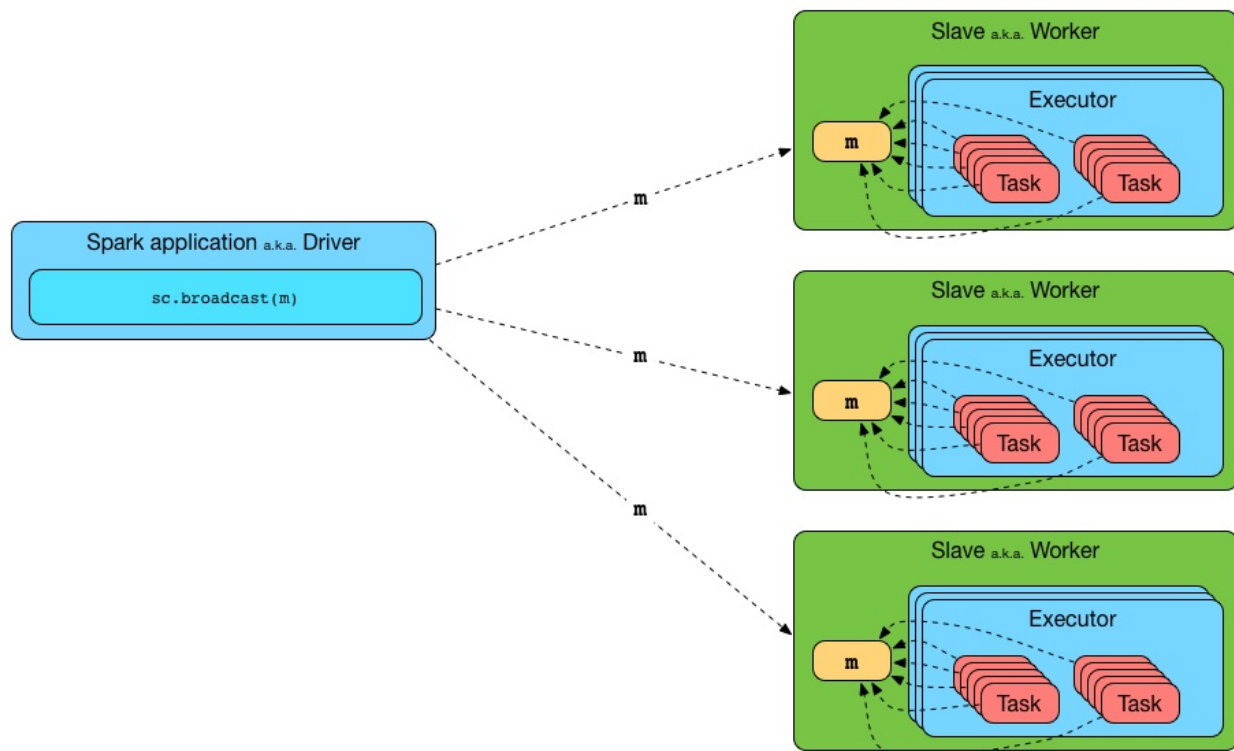 Slave a.k.a. Worker
Executor
m
Task
Task
m
Spark application a.k.a. Driver
sc.broadcast(m)
Slave a.k.a. Worker
Executor
m
m
Task
Task
m
Slave a.k.a. Worker
Executor
m
Task
Task